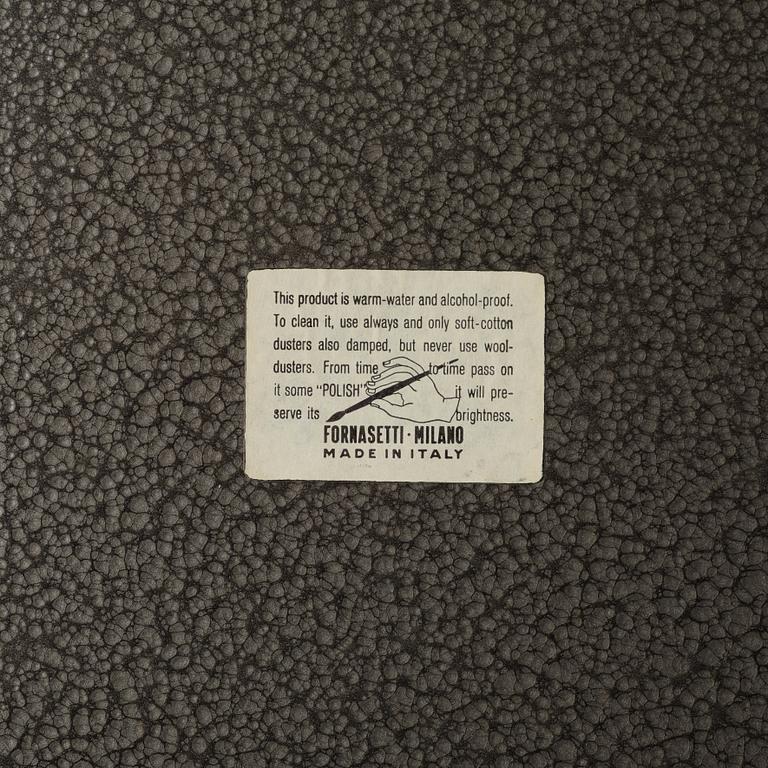 This product is warm-water and alcohol-proof.
To clean it, use always and only soft-cotton
dusters also damped, but never use wool-
dusters. From time to time pass on
it some “POLISH” it will pre-
serve its brightness.
FORNASETTI · MILANO
MADE IN ITALY